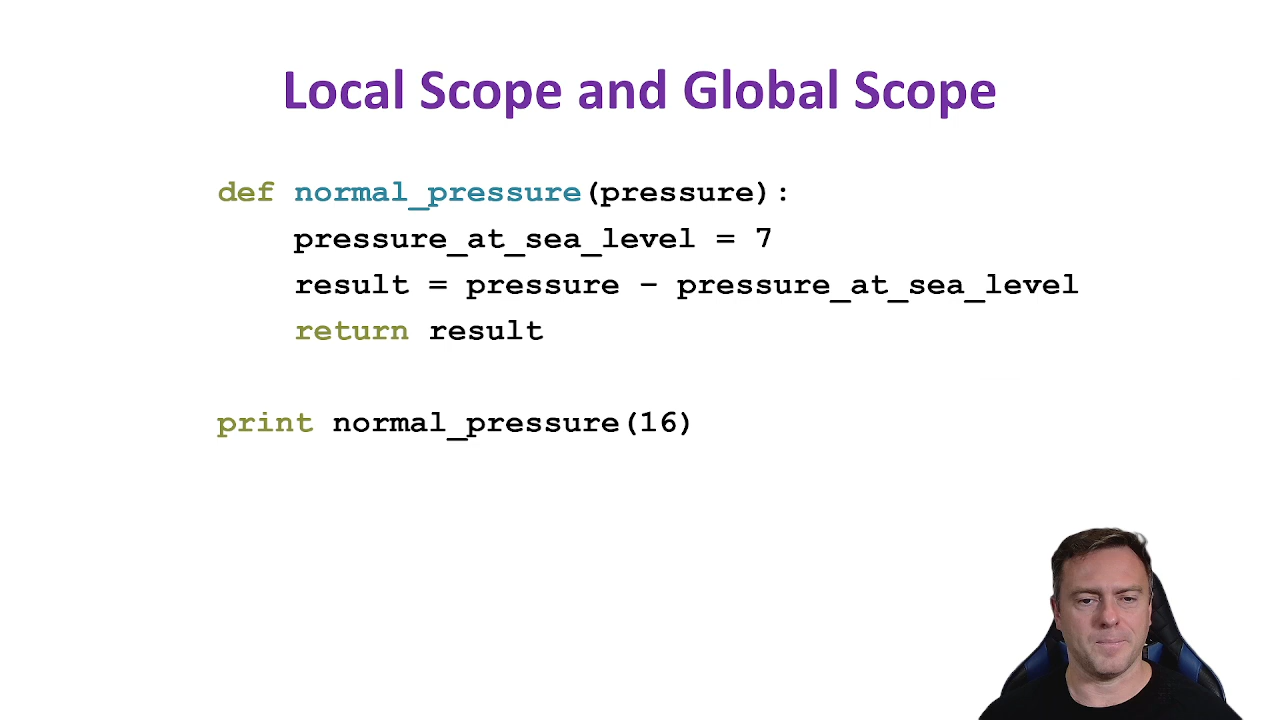 Local Scope and Global Scope
def normal_pressure(pressure):
    pressure_at_sea_level = 7
    result = pressure – pressure_at_sea_level
    return result
print normal_pressure(16)